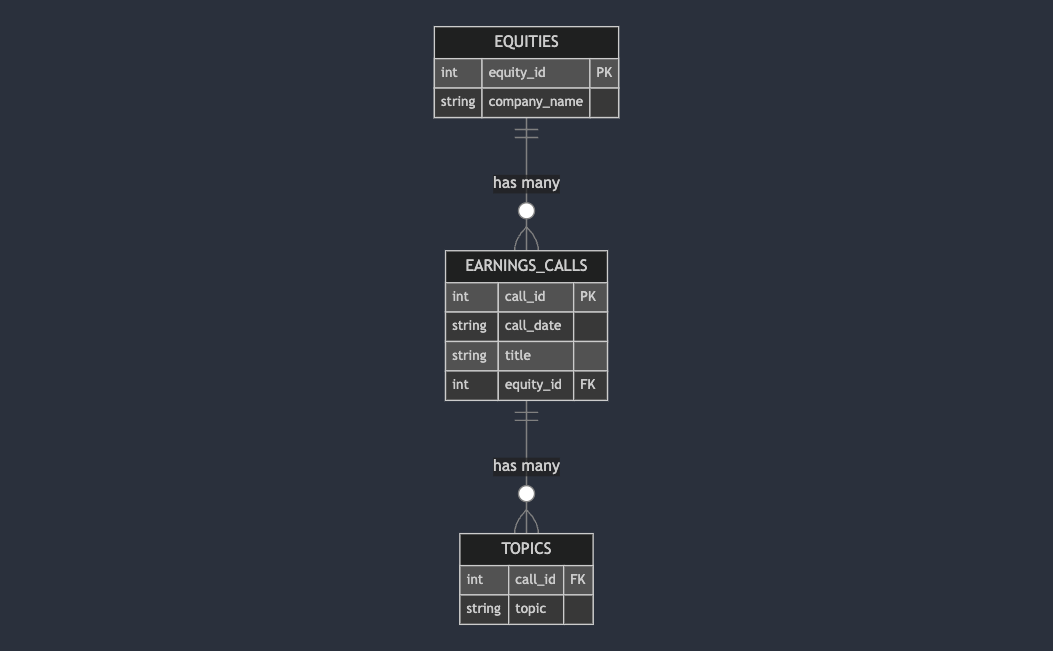 EQUITIES
int equity_id PK
string company_name
has many
EARNINGS_CALLS
int call_id PK
string call_date
string title
int equity_id FK
has many
TOPICS
int call_id FK
string topic